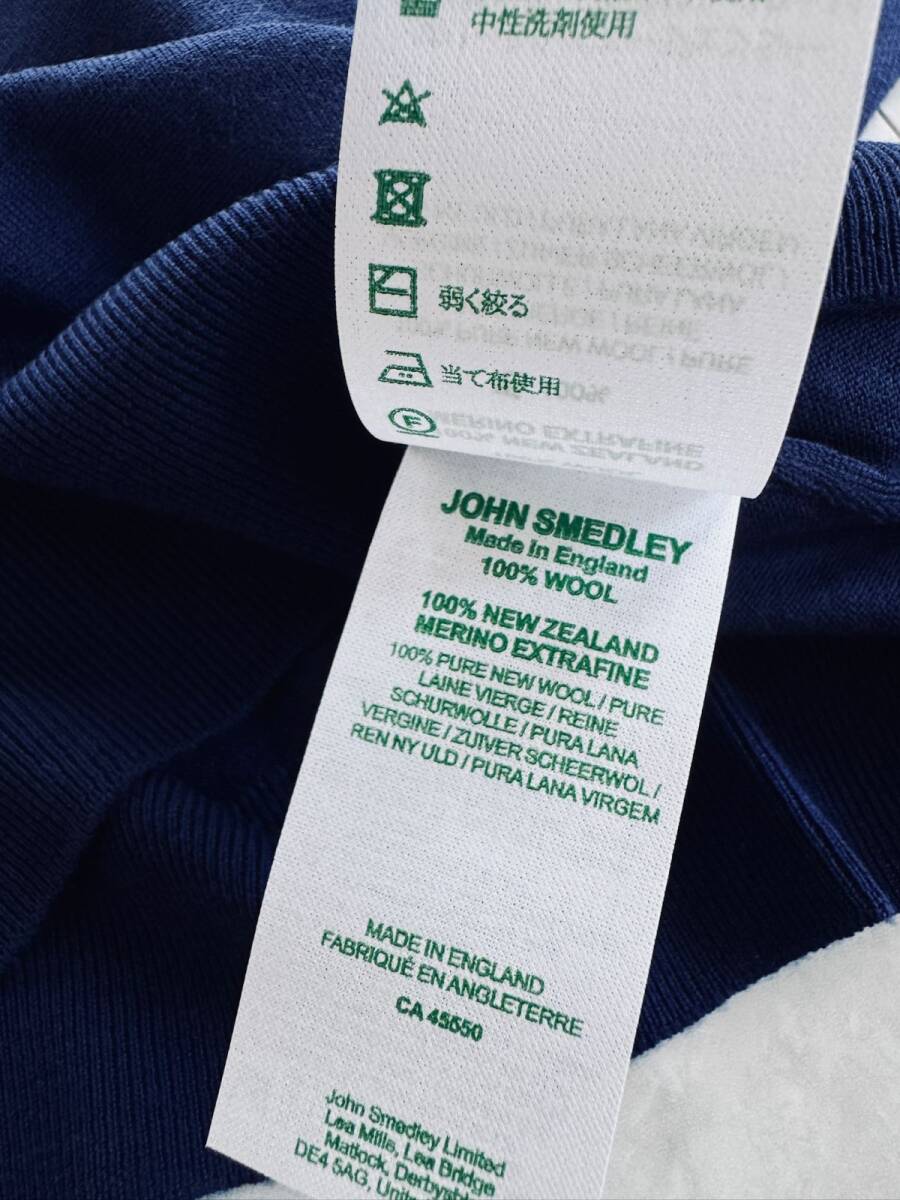 中性洗剤使用
弱く絞る
当て布使用
F
JOHN SMEDLEY
Made in England
100% WOOL
100% NEW ZEALAND
MERINO EXTRAFINE
100% PURE NEW WOOL / PURE
LAINE VIERGE / REINE
SCHURWOLLE / PURA LANA
VERGINE / ZUIVER SCHEERWOL /
REN NY ULD / PURA LANA VIRGEM
MADE IN ENGLAND
FABRIQUÉ EN ANGLETERRE
CA 45550
John Smedley Limited
Lea Mills, Lea Bridge
Matlock,
DE4 5AG,